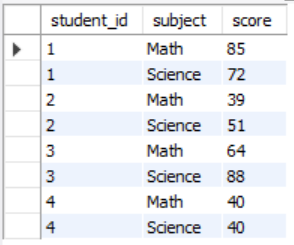 student_id subject score
1 Math 85
1 Science 72
2 Math 39
2 Science 51
3 Math 64
3 Science 88
4 Math 40
4 Science 40